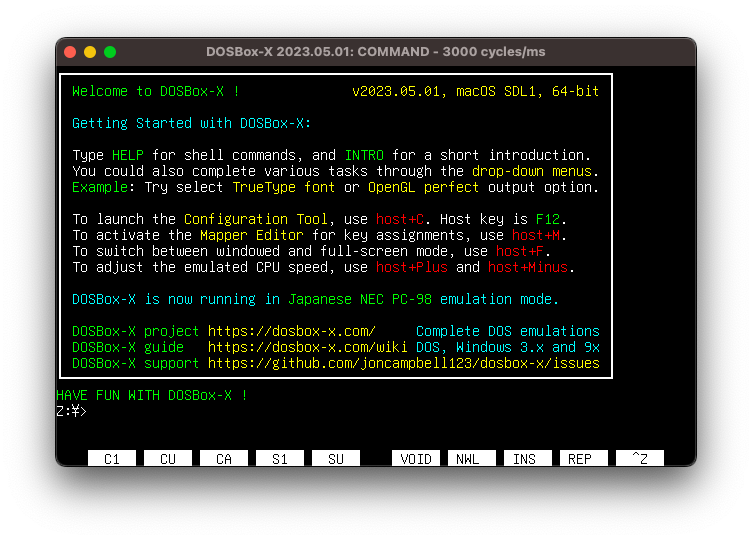 DOSBox-X 2023.05.01: COMMAND - 3000 cycles/ms
Welcome to DOSBox-X ! v2023.05.01, macOS SDL1, 64-bit
Getting Started with DOSBox-X:
Type HELP for shell commands, and INTRO for a short introduction.
You could also complete various tasks through the drop-down menus.
Example: Try select TrueType font or OpenGL perfect output option.
To launch the Configuration Tool, use host+C. Host key is F12.
To activate the Mapper Editor for key assignments, use host+M.
To switch between windowed and full-screen mode, use host+F.
To adjust the emulated CPU speed, use host+Plus and host+Minus.
DOSBox-X is now running in Japanese NEC PC-98 emulation mode.
DOSBox-X project https://dosbox-x.com/ Complete DOS emulations
DOSBox-X guide https://dosbox-x.com/wiki DOS, Windows 3.x and 9x
DOSBox-X support https://github.com/joncampbell123/dosbox-x/issues
HAVE FUN WITH DOSBox-X !
Z:¥>
C1 CU CA S1 SU VOID NWL INS REP ^Z